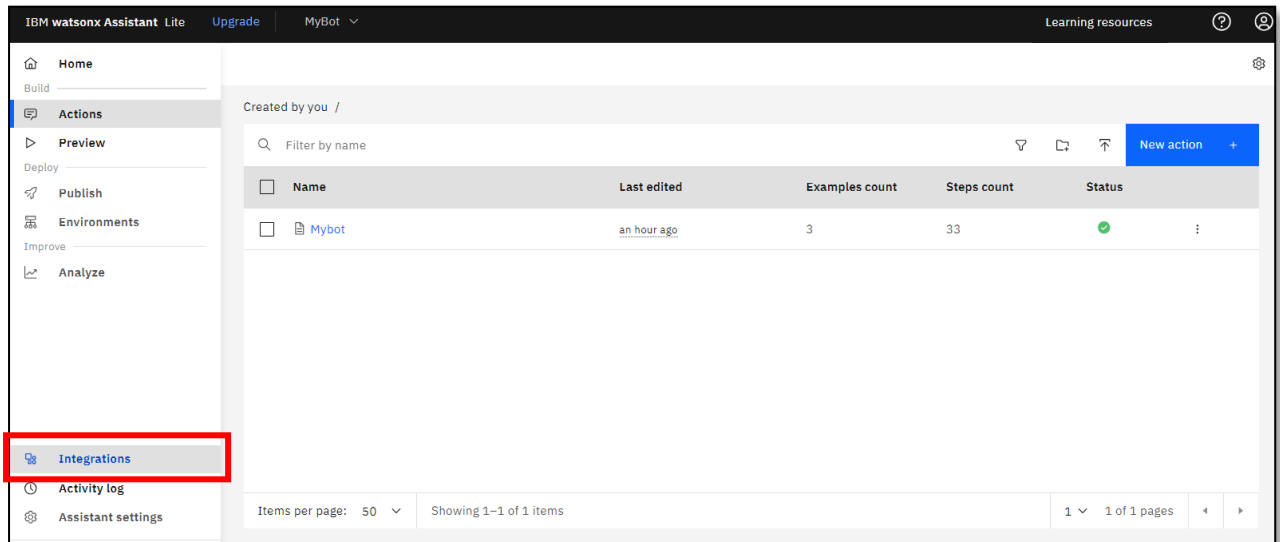 IBM watsonx Assistant Lite Upgrade MyBot Learning resources
Home
Build
Actions
Created by you /
Preview
Filter by name New action +
Deploy
Publish
Name Last edited Examples count Steps count Status
Environments
Mybot an hour ago 3 33
Improve
Analyze
Integrations
Activity log
Assistant settings
Items per page: 50 Showing 1–1 of 1 items 1 1 of 1 pages